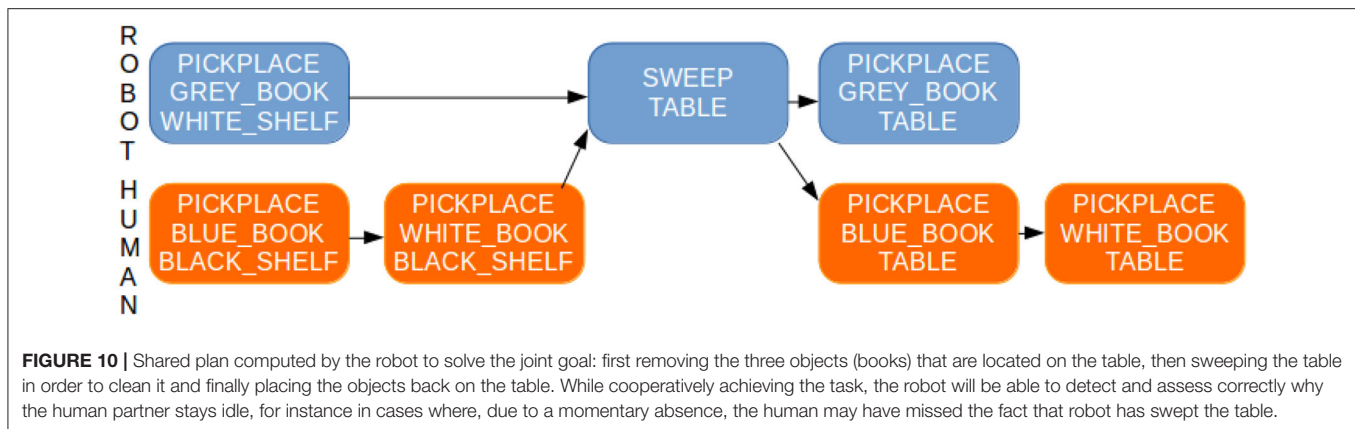 ROBOT
HUMAN
PICKPLACE
GREY_BOOK
WHITE_SHELF
SWEEP
TABLE
PICKPLACE
GREY_BOOK
TABLE
PICKPLACE
BLUE_BOOK
BLACK_SHELF
PICKPLACE
WHITE_BOOK
BLACK_SHELF
PICKPLACE
BLUE_BOOK
TABLE
PICKPLACE
WHITE_BOOK
TABLE
FIGURE 10 | Shared plan computed by the robot to solve the joint goal: first removing the three objects (books) that are located on the table, then sweeping the table
in order to clean it and finally placing the objects back on the table. While cooperatively achieving the task, the robot will be able to detect and assess correctly why
the human partner stays idle, for instance in cases where, due to a momentary absence, the human may have missed the fact that robot has swept the table.